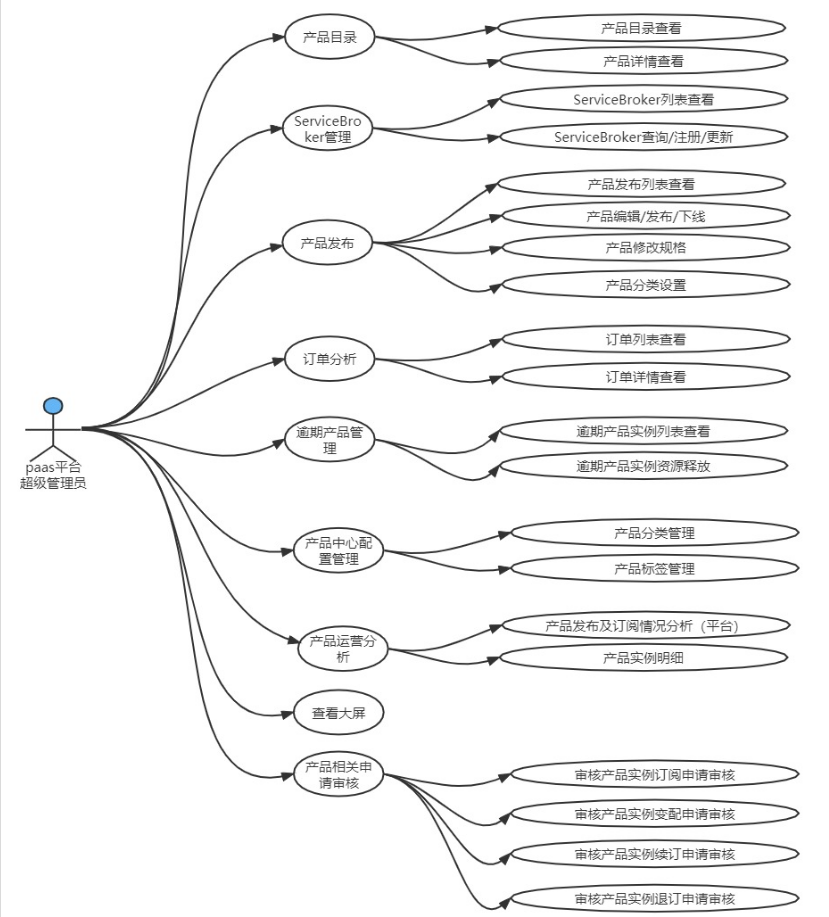 产品目录
产品目录查看
产品详情查看
ServiceBro
ker管理
ServiceBroker列表查看
ServiceBroker查询/注册/更新
产品发布
产品发布列表查看
产品编辑/发布/下线
产品修改规格
产品分类设置
订单分析
订单列表查看
订单详情查看
逾期产品管
理
逾期产品实例列表查看
逾期产品实例资源释放
paas平台
超级管理员
产品中心配
置管理
产品分类管理
产品标签管理
产品运营分
析
产品发布及订阅情况分析（平台）
产品实例明细
查看大屏
产品相关申
请审核
审核产品实例订阅申请审核
审核产品实例变配申请审核
审核产品实例续订申请审核
审核产品实例退订申请审核